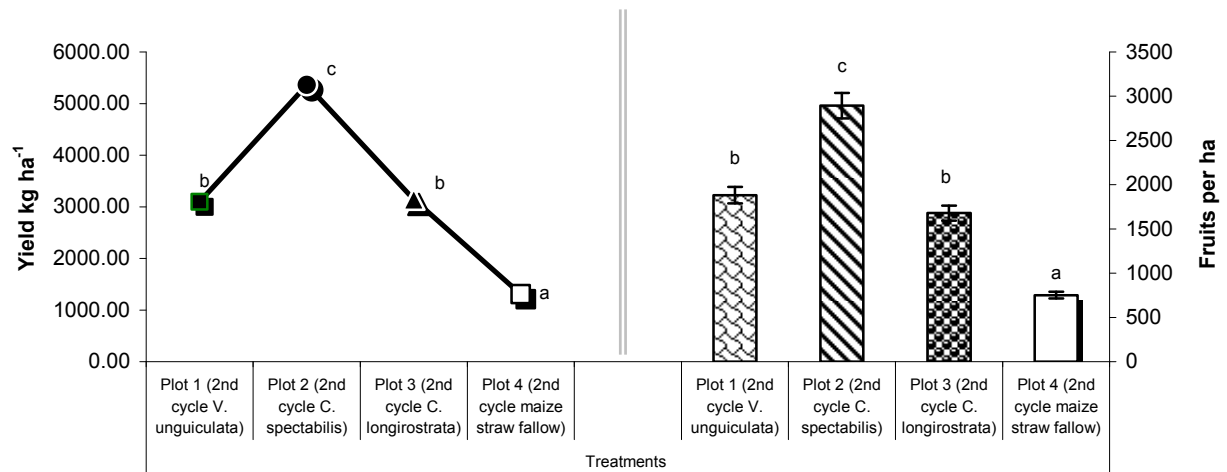 6000.00
5000.00
4000.00
3000.00
2000.00
1000.00
0.00
Yield kg ha-1
b
c
b
a
b
c
b
a
3500
3000
2500
2000
1500
1000
500
0
Fruits per ha
Plot 1 (2nd
cycle V.
unguiculata)
Plot 2 (2nd
cycle C.
spectabilis)
Plot 3 (2nd
cycle C.
longirostrata)
Plot 4 (2nd
cycle maize
straw fallow)
Plot 1 (2nd
cycle V.
unguiculata)
Plot 2 (2nd
cycle C.
spectabilis)
Plot 3 (2nd
cycle C.
longirostrata)
Plot 4 (2nd
cycle maize
straw fallow)
Treatments